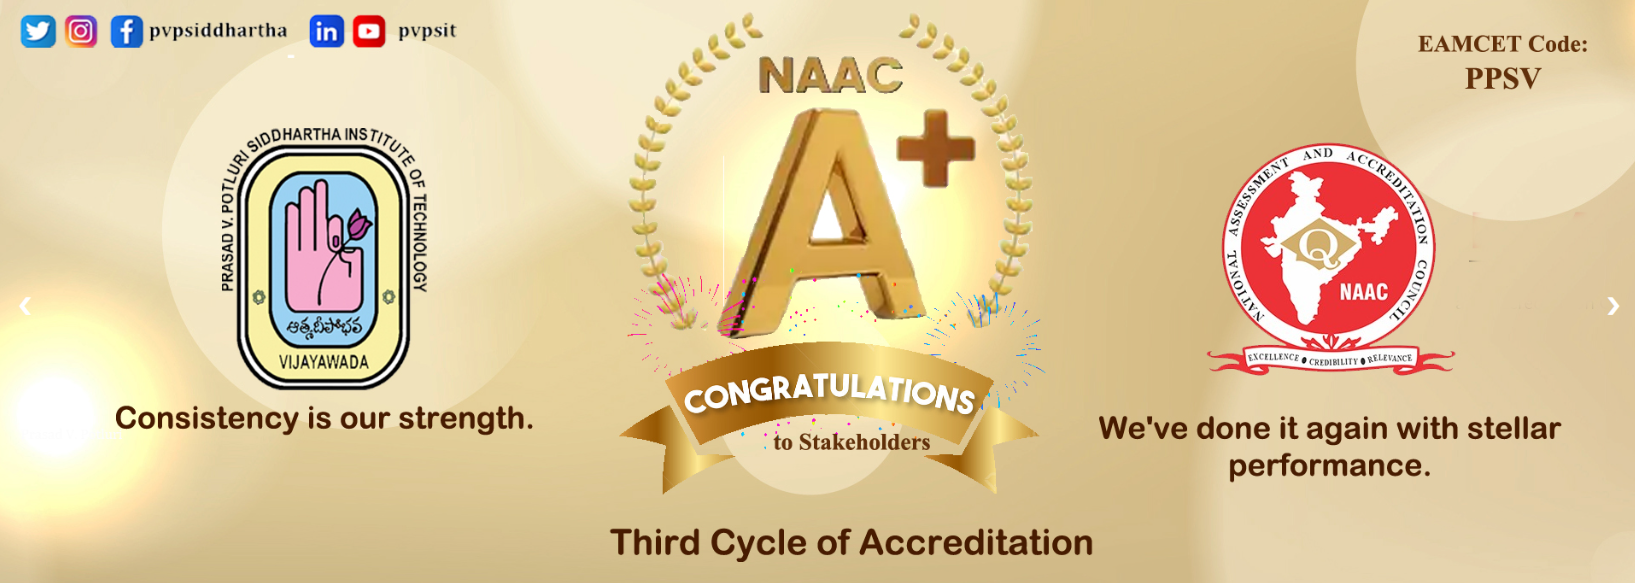 pvpsiddhartha
in
pvpsit
EAMCET Code:
PPSV
NAAC
A+
PRASAD V. POTLURI SIDDHARTHA INSTITUTE OF TECHNOLOGY
ఆత్మదీపోభవ
VIJAYAWADA
Consistency is our strength.
CONGRATULATIONS
to Stakeholders
NATIONAL ASSESSMENT AND ACCREDITATION COUNCIL
Q
NAAC
EXCELLENCE ● CREDIBILITY ● RELEVANCE
We've done it again with stellar
performance.
Third Cycle of Accreditation